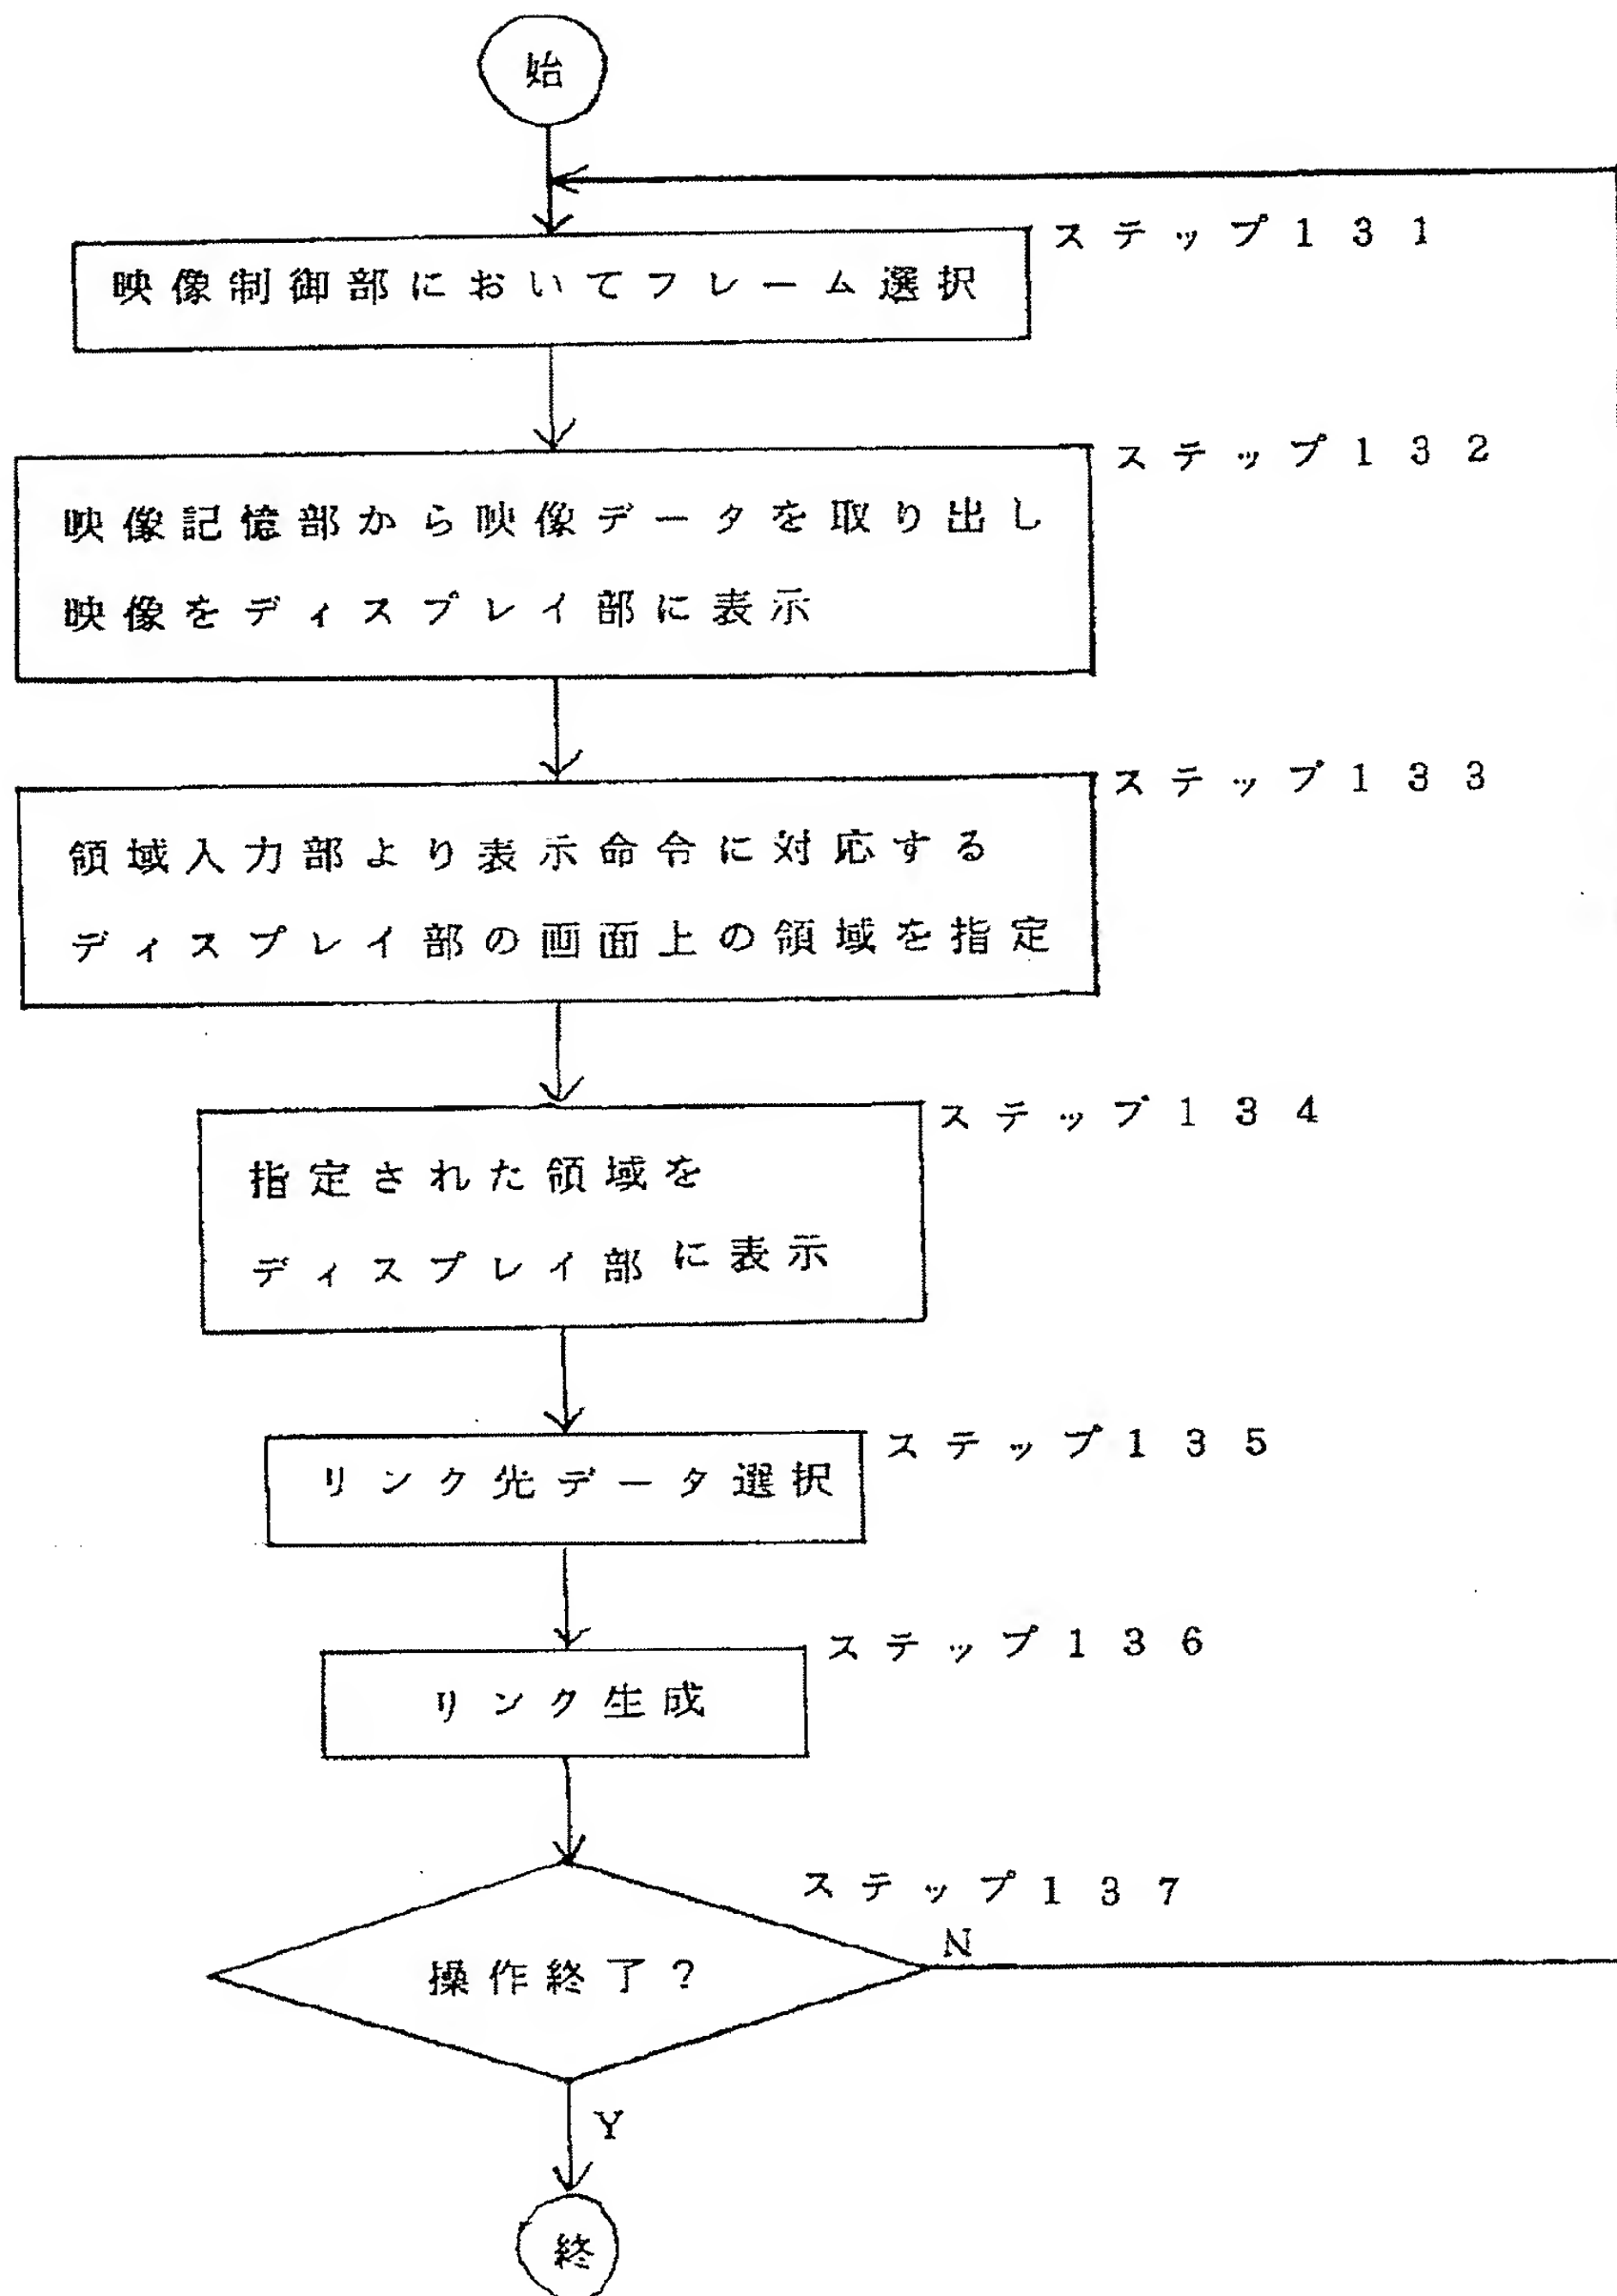 始
ステップ１３１
映像制御部においてフレーム選択
ステップ１３２
映像記憶部から映像データを取り出し
映像をディスプレイ部に表示
ステップ１３３
領域入力部より表示命令に対応する
ディスプレイ部の画面上の領域を指定
ステップ１３４
指定された領域を
ディスプレイ部に表示
ステップ１３５
リンク先データ選択
ステップ１３６
リンク生成
ステップ１３７
操作終了？
N
Y
終